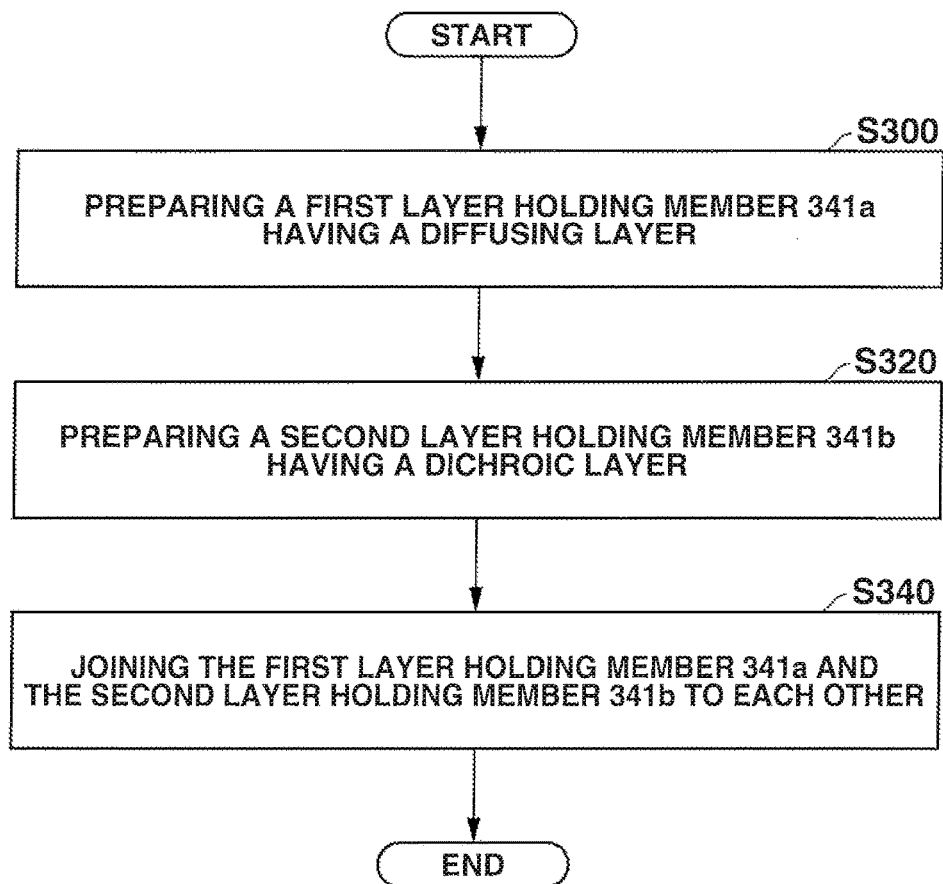 START
S300
PREPARING A FIRST LAYER HOLDING MEMBER 341a
HAVING A DIFFUSING LAYER
S320
PREPARING A SECOND LAYER HOLDING MEMBER 341b
HAVING A DICHROIC LAYER
S340
JOINING THE FIRST LAYER HOLDING MEMBER 341a AND
THE SECOND LAYER HOLDING MEMBER 341b TO EACH OTHER
END